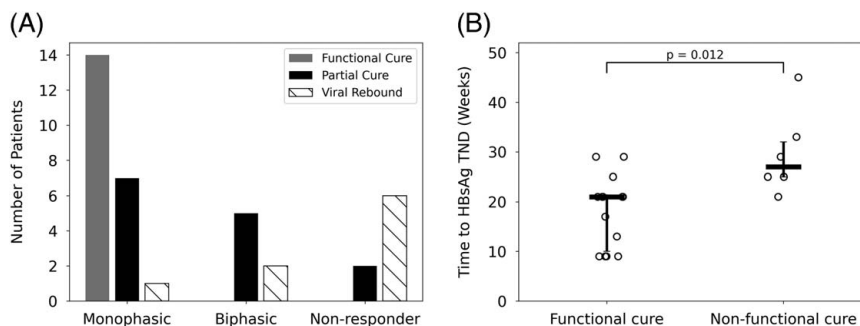 (A)
Number of Patients
14
12
10
8
6
4
2
0
Functional Cure
Partial Cure
Viral Rebound
Monophasic Biphasic Non-responder
(B)
Time to HBsAg TND (Weeks)
50
40
30
20
10
0
p = 0.012
Functional cure Non-functional cure